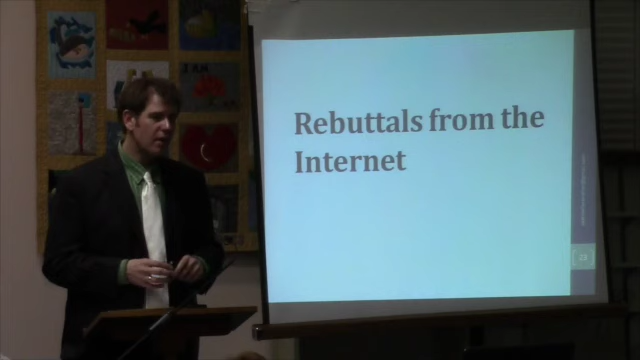 Rebuttals from the
Internet